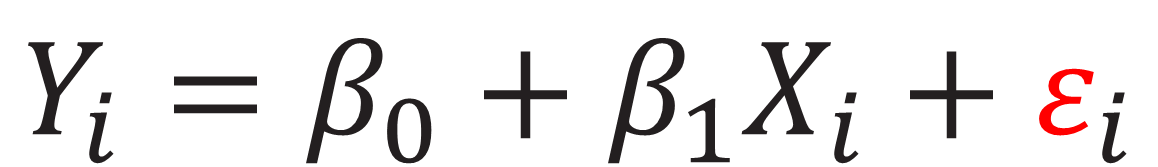 Yᵢ = β₀ + β₁Xᵢ + εᵢ